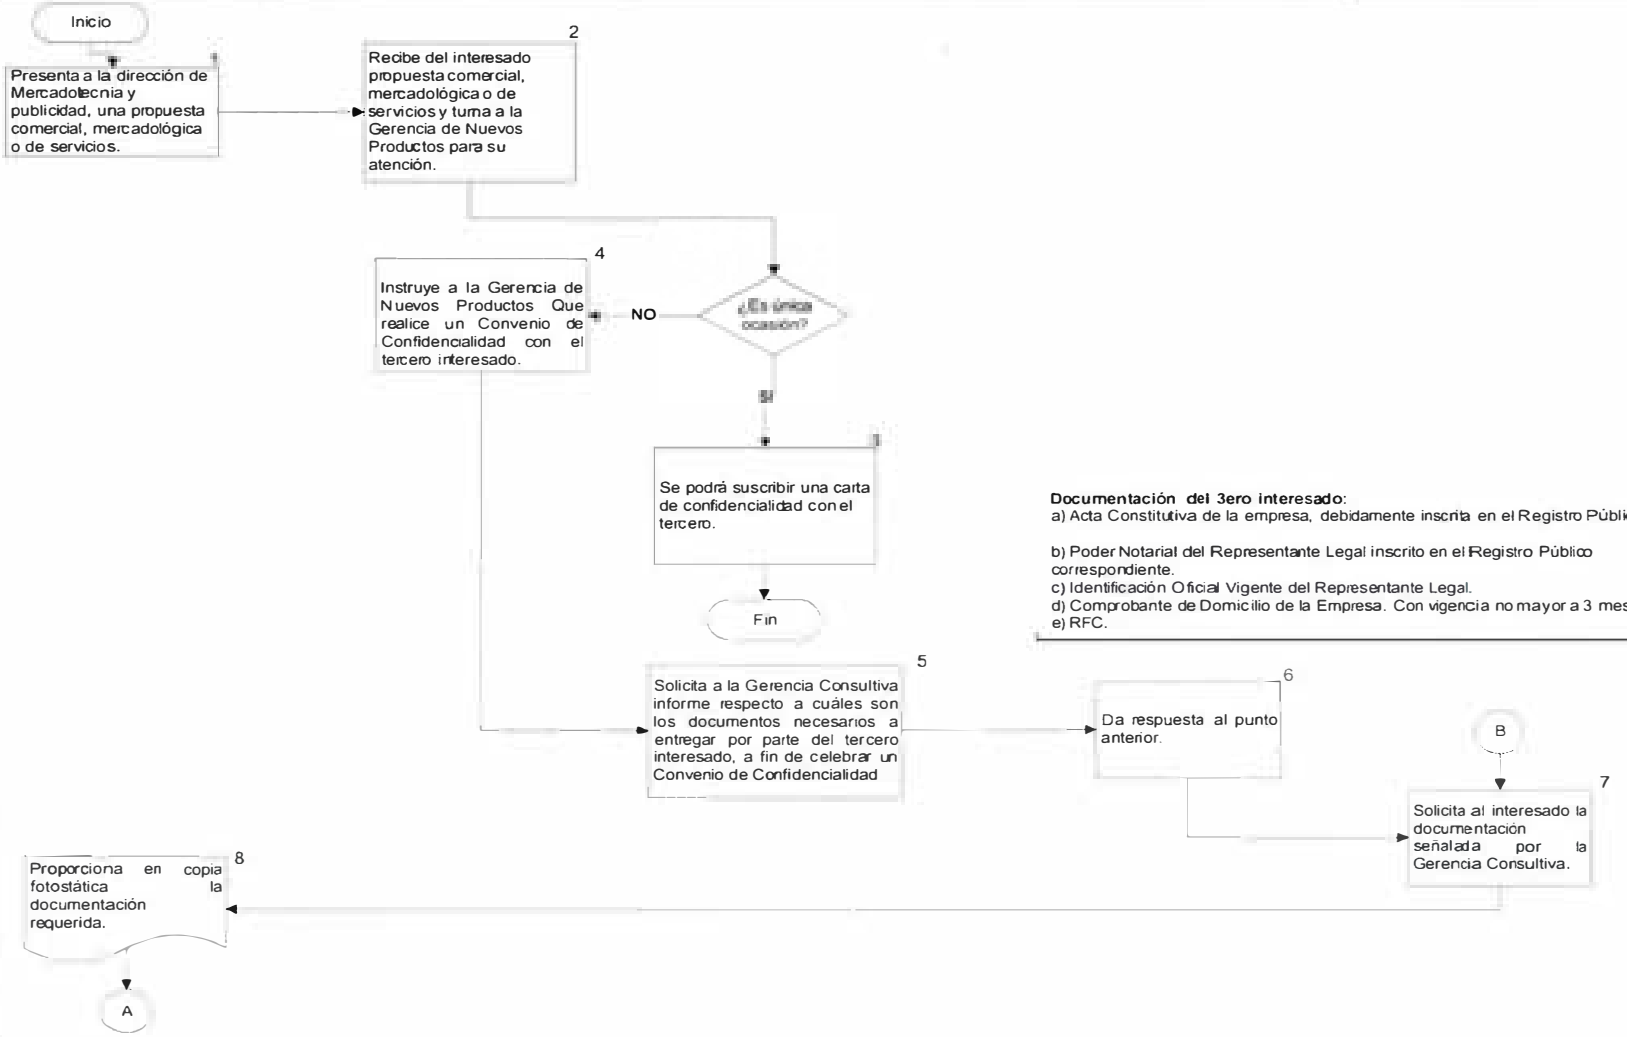 Inicio
1
Presenta a la dirección de
Mercadotecnia y
publicidad, una propuesta
comercial, mercadológica
o de servicios.
2
Recibe del interesado
propuesta comercial,
mercadológica o de
servicios y turna a la
Gerencia de Nuevos
Productos para su
atención.
4
Instruye a la Gerencia de
Nuevos Productos Que
realice un Convenio de
Confidencialidad con el
tercero interesado.
NO
¿Es única
ocasión?
SI
3
Se podrá suscribir una carta
de confidencialidad con el
tercero.
Fin
Documentación del 3ero interesado:
a) Acta Constitutiva de la empresa, debidamente inscrita en el Registro Públi
b) Poder Notarial del Representante Legal inscrito en el Registro Público
correspondiente.
c) Identificación Oficial Vigente del Representante Legal.
d) Comprobante de Domicilio de la Empresa. Con vigencia no mayor a 3 mes
e) RFC.
5
Solicita a la Gerencia Consultiva
informe respecto a cuáles son
los documentos necesarios a
entregar por parte del tercero
interesado, a fin de celebrar un
Convenio de Confidencialidad
6
Da respuesta al punto
anterior.
B
7
Solicita al interesado la
documentación
señalada por la
Gerencia Consultiva.
8
Proporciona en copia
fotostática la
documentación
requerida.
A